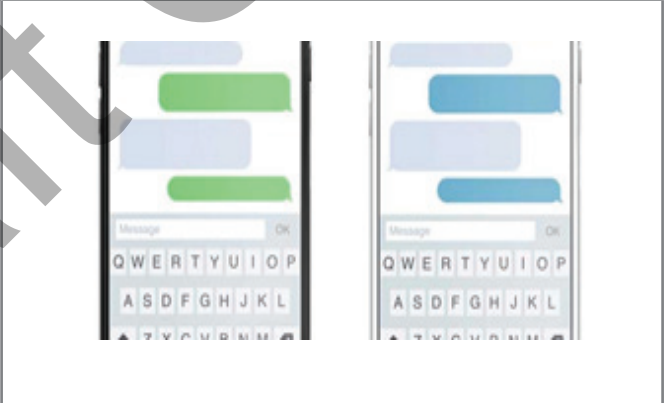 Message OK
Q W E R T Y U I O P
A S D F G H J K L
Z X C V B N M
Message OK
Q W E R T Y U I O P
A S D F G H J K L
Z X C V B N M